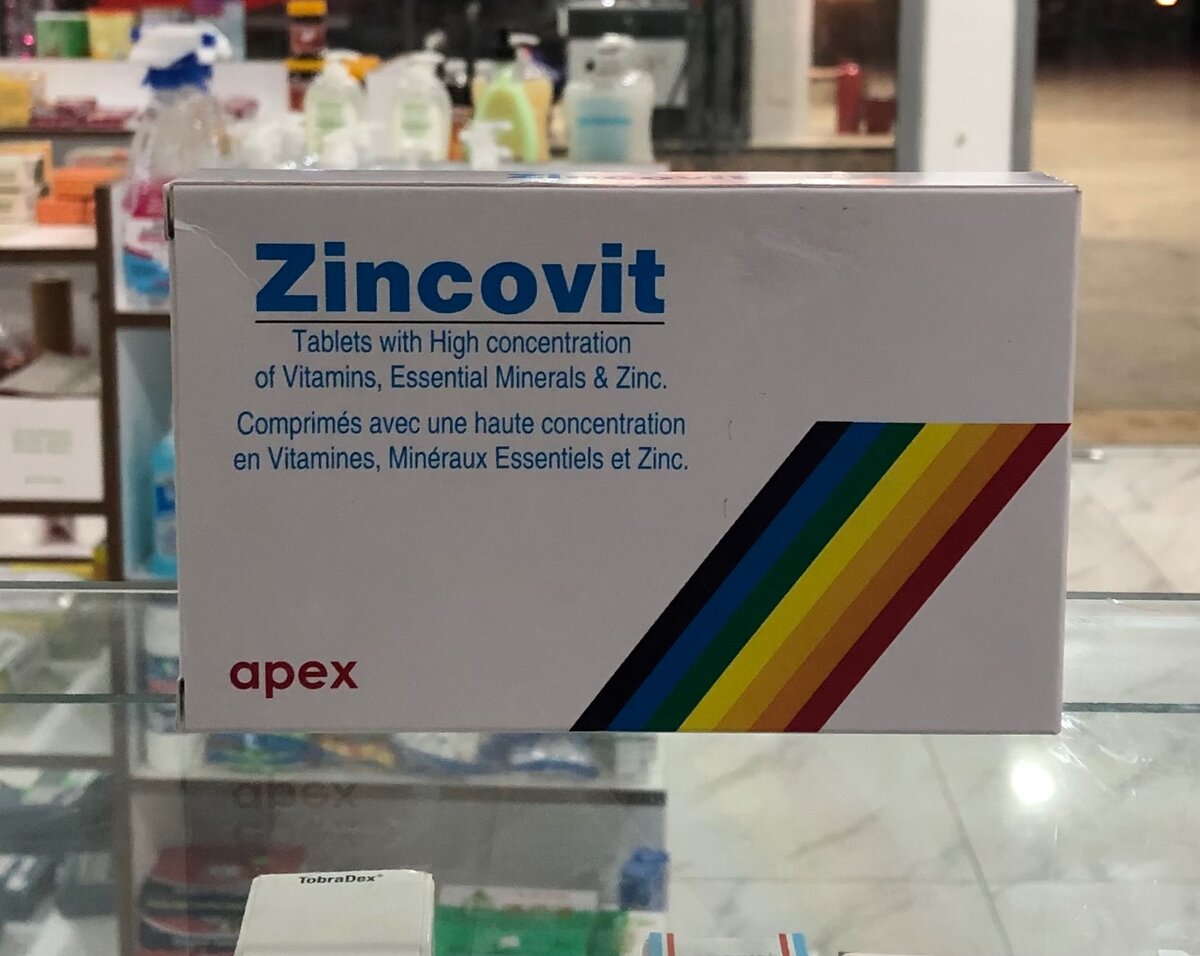 Zincovit
Tablets with High concentration
of Vitamins, Essential Minerals & Zinc.
Comprimés avec une haute concentration
en Vitamines, Minéraux Essentiels et Zinc.
apex
TobraDex®